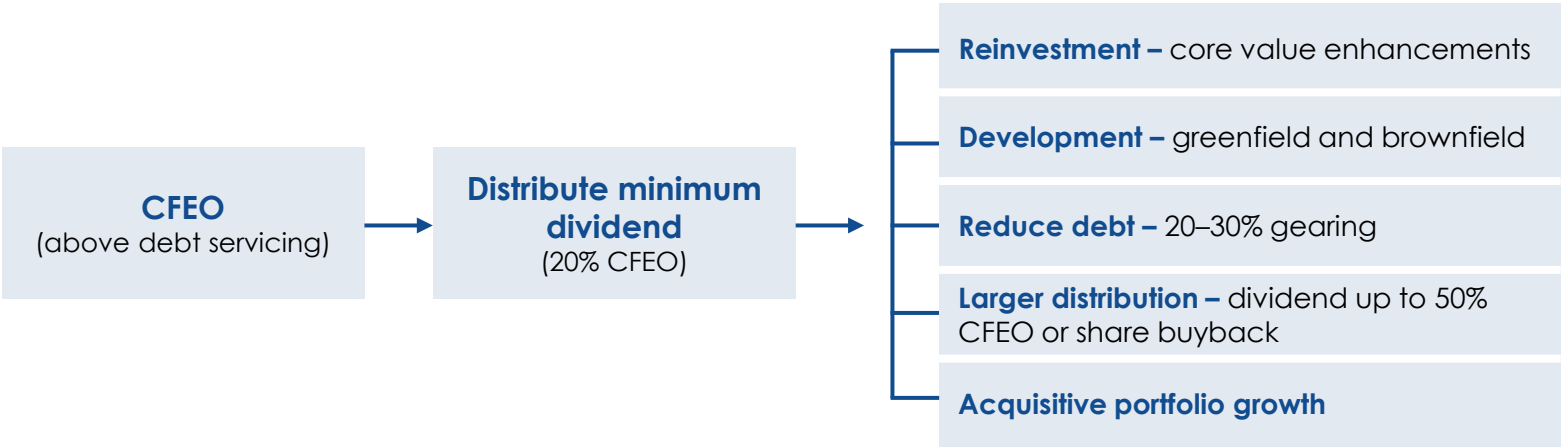 CFEO
(above debt servicing)
Distribute minimum
dividend
(20% CFEO)
Reinvestment – core value enhancements
Development – greenfield and brownfield
Reduce debt – 20–30% gearing
Larger distribution – dividend up to 50%
CFEO or share buyback
Acquisitive portfolio growth